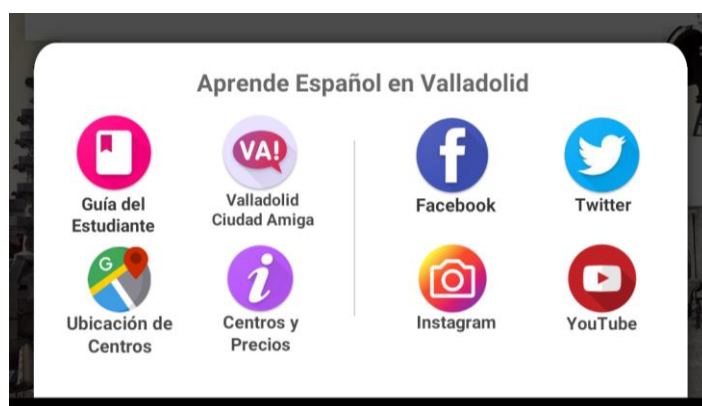 Aprende Español en Valladolid
VA!
Guía del
Estudiante
Valladolid
Ciudad Amiga
Facebook
Twitter
G
Ubicación de
Centros
Centros y
Precios
Instagram
YouTube